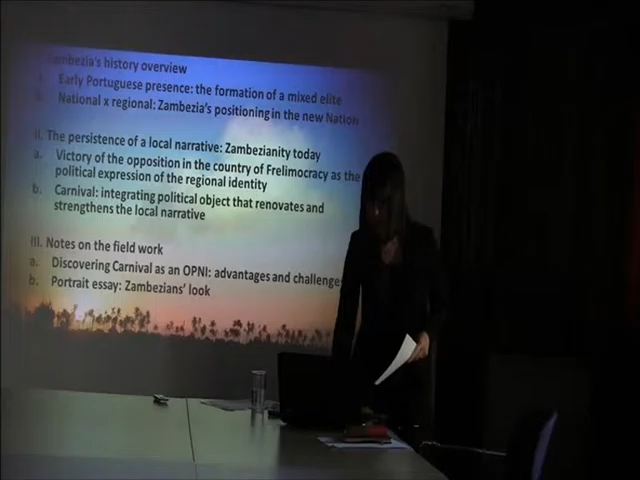 Zambezia's history overview
Early Portuguese presence: the formation of a mixed elite
National x regional: Zambezia's positioning in the new Nation
II. The persistence of a local narrative: Zambezianity today
a. Victory of the opposition in the country of Frelimocracy as the
political expression of the regional identity
b. Carnival: integrating political object that renovates and
strengthens the local narrative
III. Notes on the field work
a. Discovering Carnival as an OPNI: advantages and challenge
b. Portrait essay: Zambezians' look